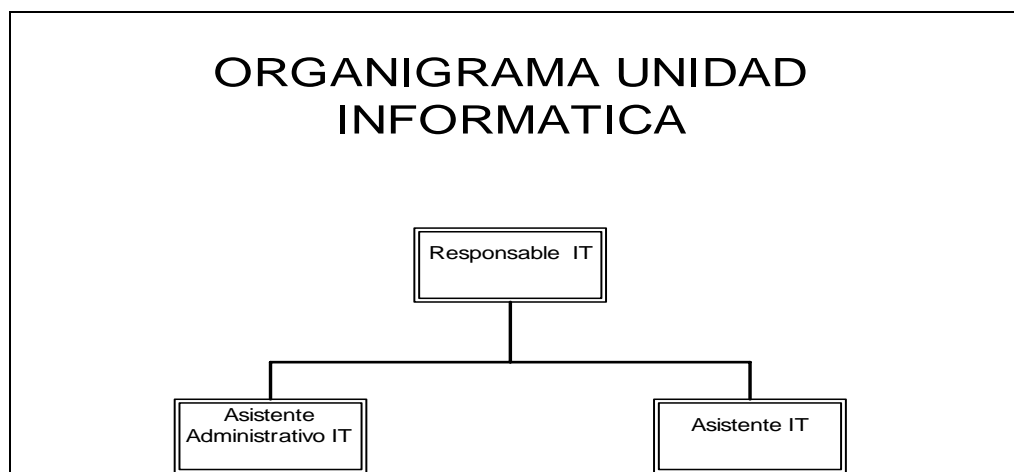 ORGANIGRAMA UNIDAD
INFORMATICA
Responsable IT
Asistente
Administrativo IT
Asistente IT